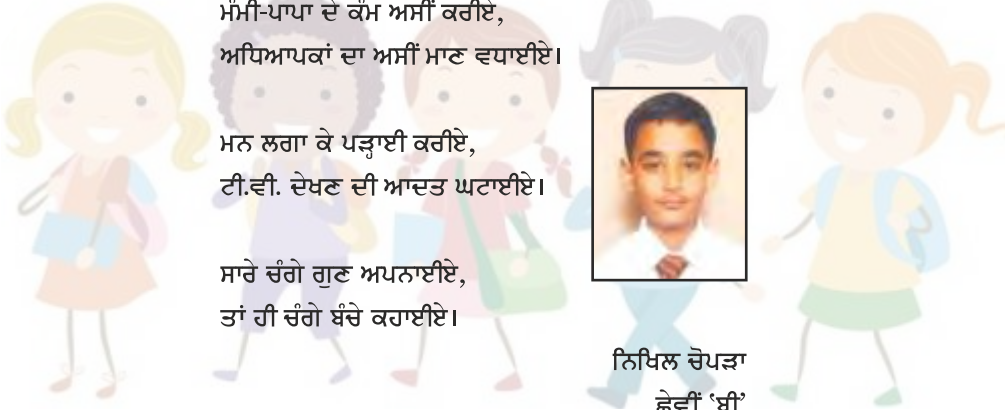 ਮੰਮੀ-ਪਾਪਾ ਦੇ ਕੰਮ ਅਸੀਂ ਕਰੀਏ,
ਅਧਿਆਪਕਾਂ ਦਾ ਅਸੀਂ ਮਾਣ ਵਧਾਈਏ।
ਮਨ ਲਗਾ ਕੇ ਪੜ੍ਹਾਈ ਕਰੀਏ,
ਟੀ.ਵੀ. ਦੇਖਣ ਦੀ ਆਦਤ ਘਟਾਈਏ।
ਸਾਰੇ ਚੰਗੇ ਗੁਣ ਅਪਨਾਈਏ,
ਤਾਂ ਹੀ ਚੰਗੇ ਬੱਚੇ ਕਹਾਈਏ।
ਨਿਖਿਲ ਚੋਪੜਾ
ਛੇਵੀਂ ‘ਬੀ’